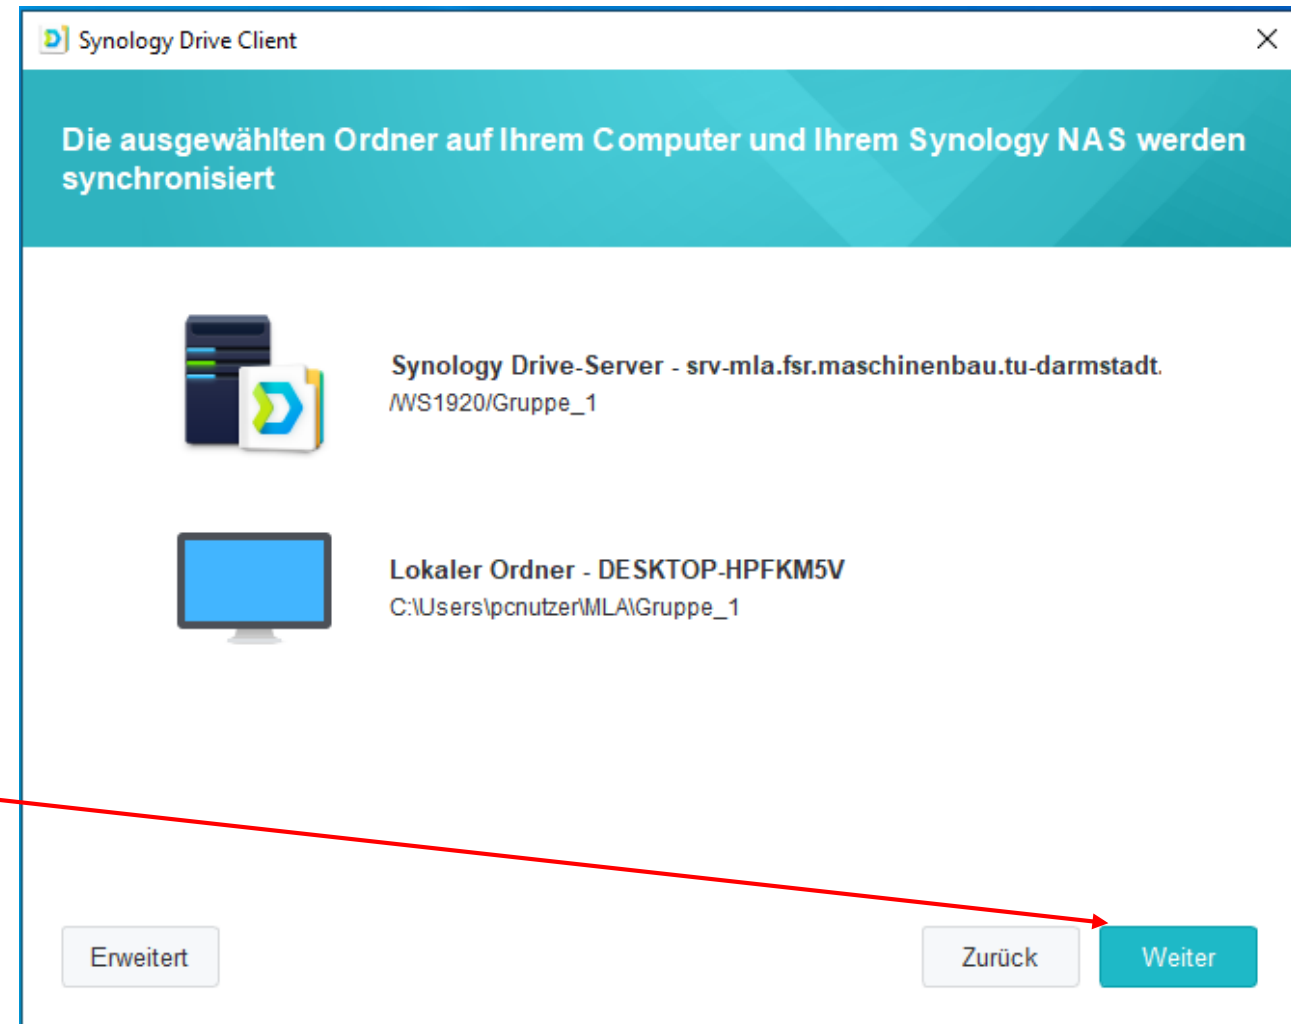 Synology Drive Client
Die ausgewählten Ordner auf Ihrem Computer und Ihrem Synology NAS werden
synchronisiert
Synology Drive-Server - srv-mla.fsr.maschinenbau.tu-darmstadt.
/WS1920/Gruppe_1
Lokaler Ordner - DESKTOP-HPFKM5V
C:\Users\pcnutzer\MLA\Gruppe_1
Erweitert
Zurück
Weiter